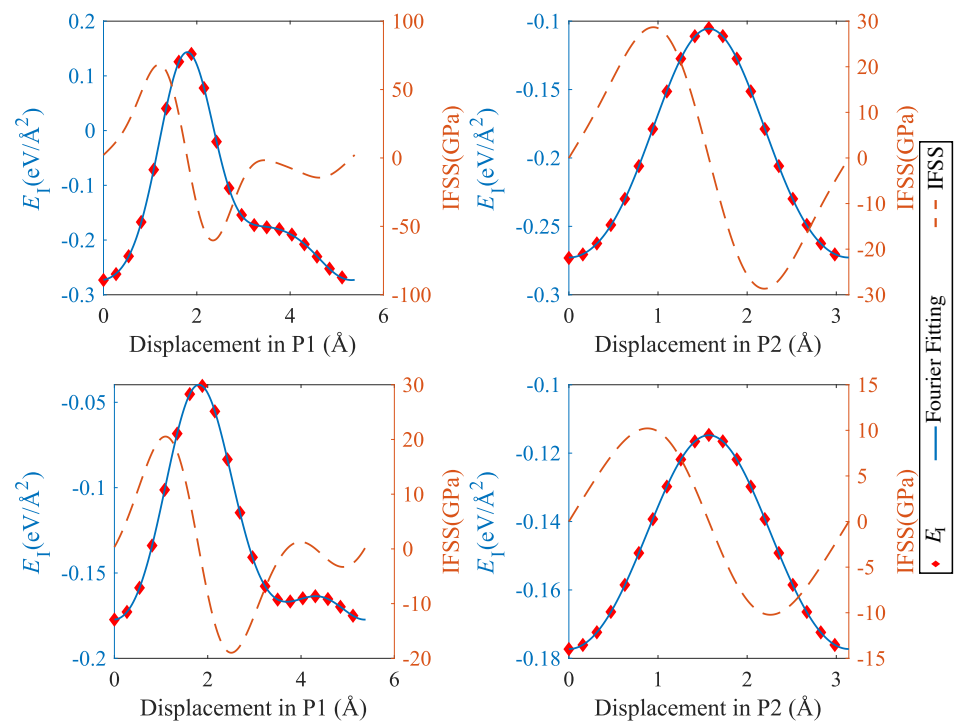 0.2
0.1
0
-0.1
-0.2
-0.3
E_I(eV/Å²)
100
50
0
-50
-100
IFSS(GPa)
0 2 4 6
Displacement in P1 (Å)
-0.1
-0.15
-0.2
-0.25
-0.3
E_I(eV/Å²)
30
20
10
0
-10
-20
-30
IFSS(GPa)
0 1 2 3
Displacement in P2 (Å)
-0.05
-0.1
-0.15
-0.2
E_I(eV/Å²)
30
20
10
0
-10
-20
IFSS(GPa)
0 2 4 6
Displacement in P1 (Å)
-0.1
-0.12
-0.14
-0.16
-0.18
E_I(eV/Å²)
15
10
5
0
-5
-10
-15
IFSS(GPa)
0 1 2 3
Displacement in P2 (Å)
E_I
Fourier Fitting
IFSS